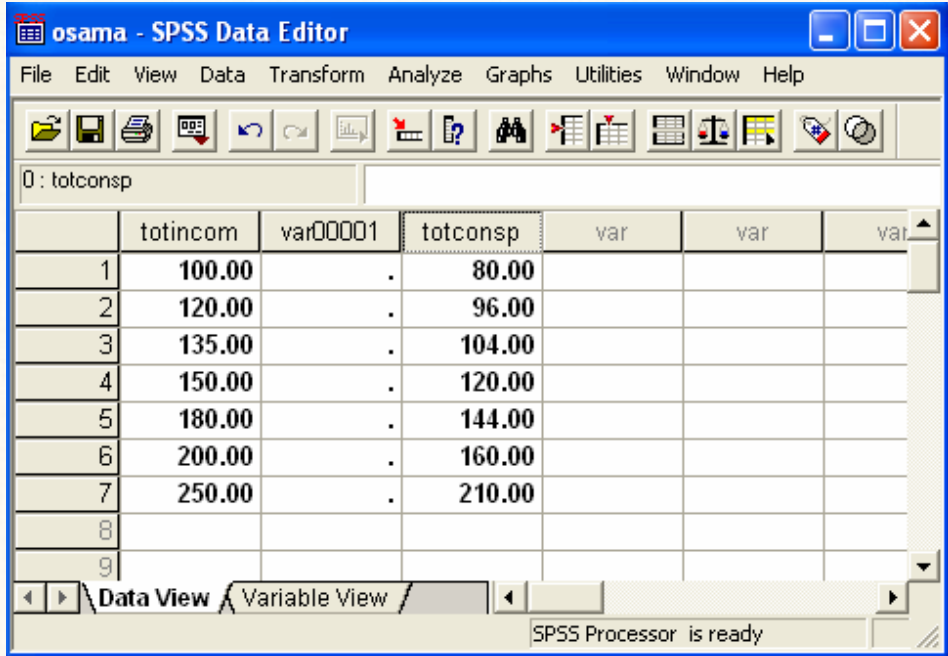 osama - SPSS Data Editor
File Edit View Data Transform Analyze Graphs Utilities Window Help
0 : totconsp
totincom var00001 totconsp var var var
1 100.00 . 80.00
2 120.00 . 96.00
3 135.00 . 104.00
4 150.00 . 120.00
5 180.00 . 144.00
6 200.00 . 160.00
7 250.00 . 210.00
8
9
Data View Variable View
SPSS Processor is ready